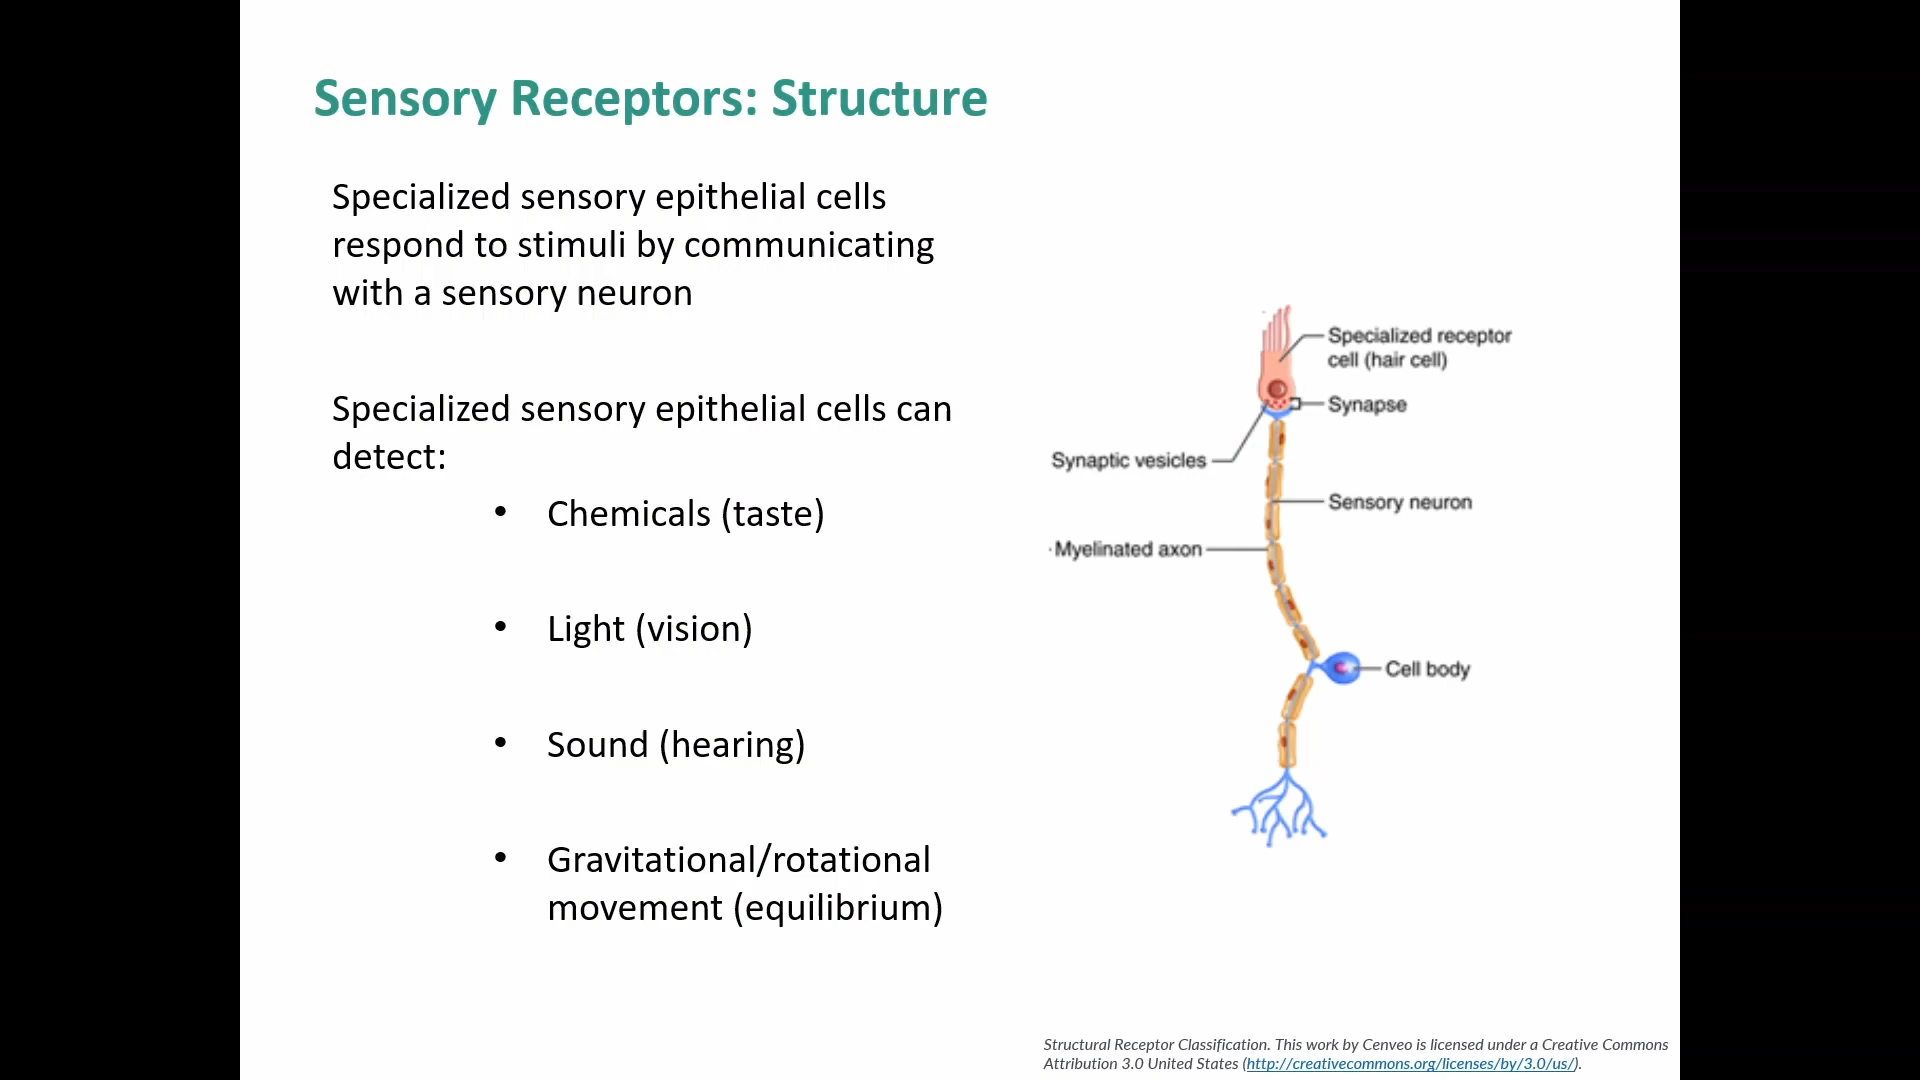 Sensory Receptors: Structure
Specialized sensory epithelial cells
respond to stimuli by communicating
with a sensory neuron
Specialized sensory epithelial cells can
detect:
• Chemicals (taste)
• Light (vision)
• Sound (hearing)
• Gravitational/rotational
movement (equilibrium)
Specialized receptor
cell (hair cell)
Synapse
Synaptic vesicles
Sensory neuron
Myelinated axon
Cell body
Structural Receptor Classification. This work by Cenveo is licensed under a Creative Commons
Attribution 3.0 United States (http://creativecommons.org/licenses/by/3.0/us/).